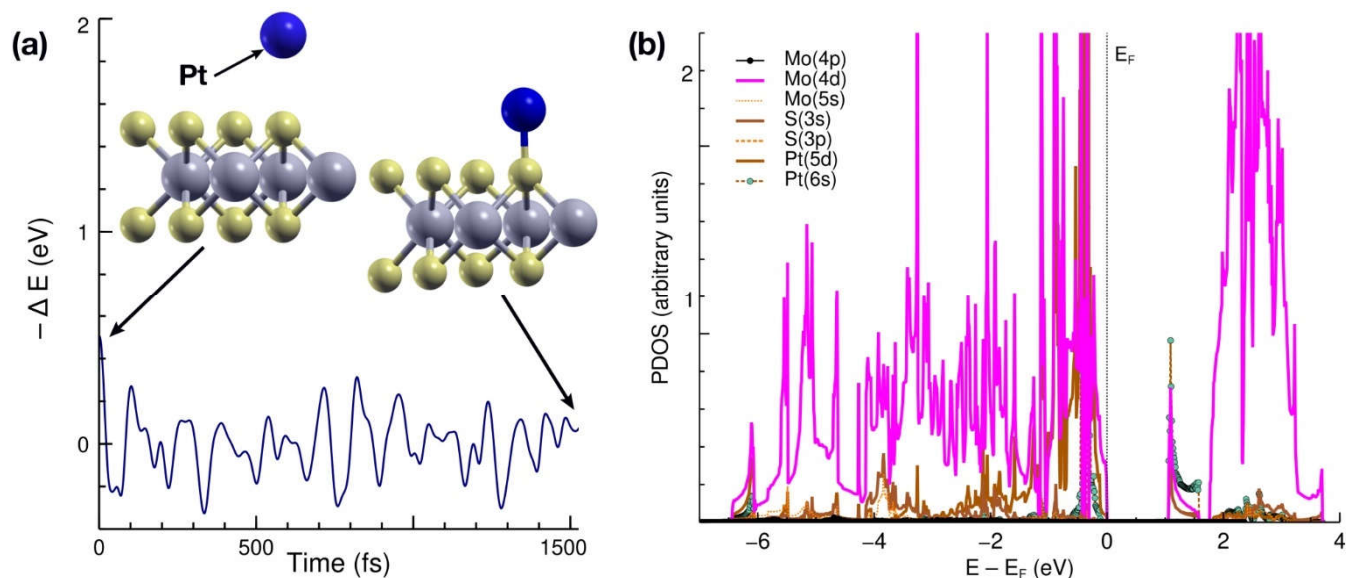 (a)
2
1
0
− Δ E (eV)
Pt
0
500
1000
1500
Time (fs)
(b)
2
1
PDOS (arbitrary units)
Mo(4p)
Mo(4d)
Mo(5s)
S(3s)
S(3p)
Pt(5d)
Pt(6s)
E_F
−6
−4
−2
0
2
4
E − E_F (eV)